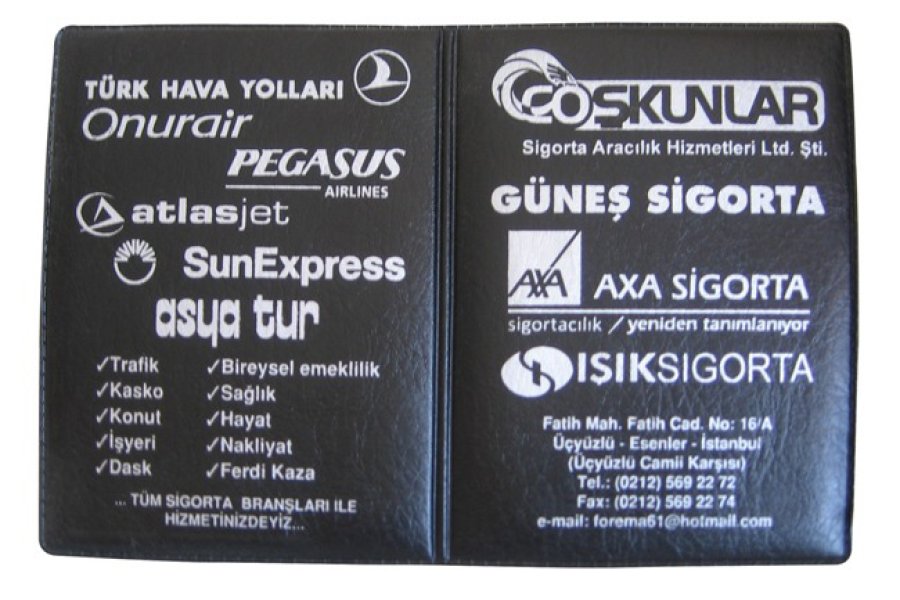 TÜRK HAVA YOLLARI
Onurair
PEGASUS
AIRLINES
atlasjet
SunExpress
asya tur
✓Trafik ✓Bireysel emeklilik
✓Kasko ✓Sağlık
✓Konut ✓Hayat
✓İşyeri ✓Nakliyat
✓Dask ✓Ferdi Kaza
... TÜM SİGORTA BRANŞLARI İLE
HİZMETİNİZDEYİZ...
COŞKUNLAR
Sigorta Aracılık Hizmetleri Ltd. Şti.
GÜNEŞ SİGORTA
AXA AXA SİGORTA
sigortacılık / yeniden tanımlanıyor
IŞIKSIGORTA
Fatih Mah. Fatih Cad. No: 16/A
Üçyüzlü - Esenler - İstanbul
(Üçyüzlü Camii Karşısı)
Tel.: (0212) 569 22 72
Fax: (0212) 569 22 74
e-mail: forema61@hotmail.com